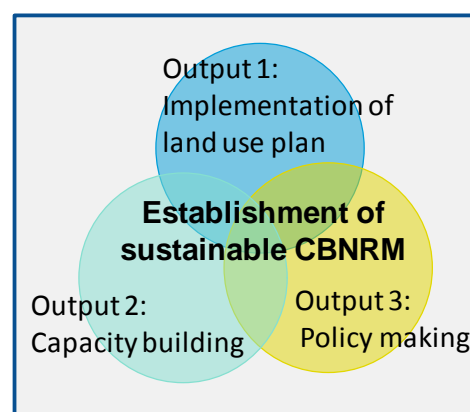 Output 1:
Implementation of
land use plan
Establishment of
sustainable CBNRM
Output 2:
Capacity building
Output 3:
Policy making